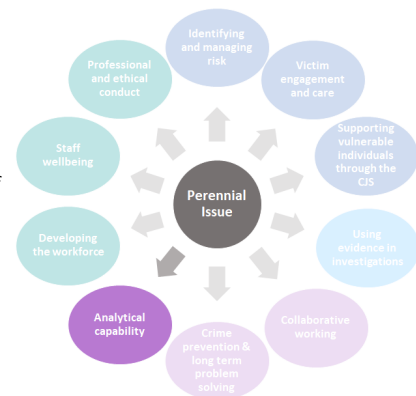 Identifying
and managing
risk
Professional
and ethical
conduct
Victim
engagement
and care
Staff
wellbeing
Supporting
vulnerable
individuals
through the
CJS
Perennial
Issue
Developing
the workforce
Using
evidence in
investigations
Analytical
capability
Collaborative
working
Crime
prevention &
long term
problem
solving